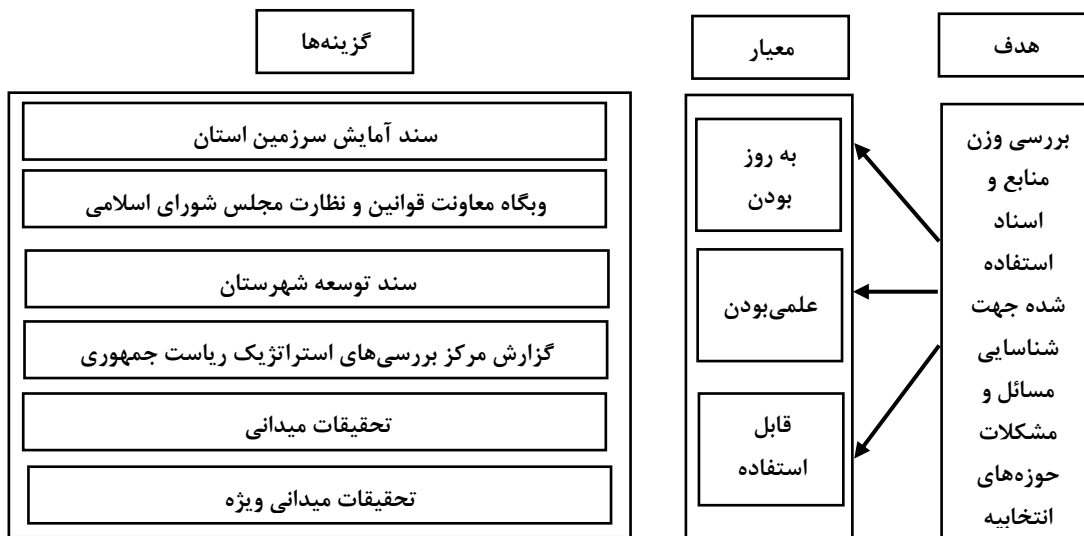 هدف
معیار
گزینه‌ها
بررسی وزن
منابع و
اسناد
استفاده
شده جهت
شناسایی
مسائل و
مشکلات
حوزه‌های
انتخابیه
به روز
بودن
علمی‌بودن
قابل
استفاده
سند آمایش سرزمین استان
وبگاه معاونت قوانین و نظارت مجلس شورای اسلامی
سند توسعه شهرستان
گزارش مرکز بررسی‌های استراتژیک ریاست جمهوری
تحقیقات میدانی
تحقیقات میدانی ویژه